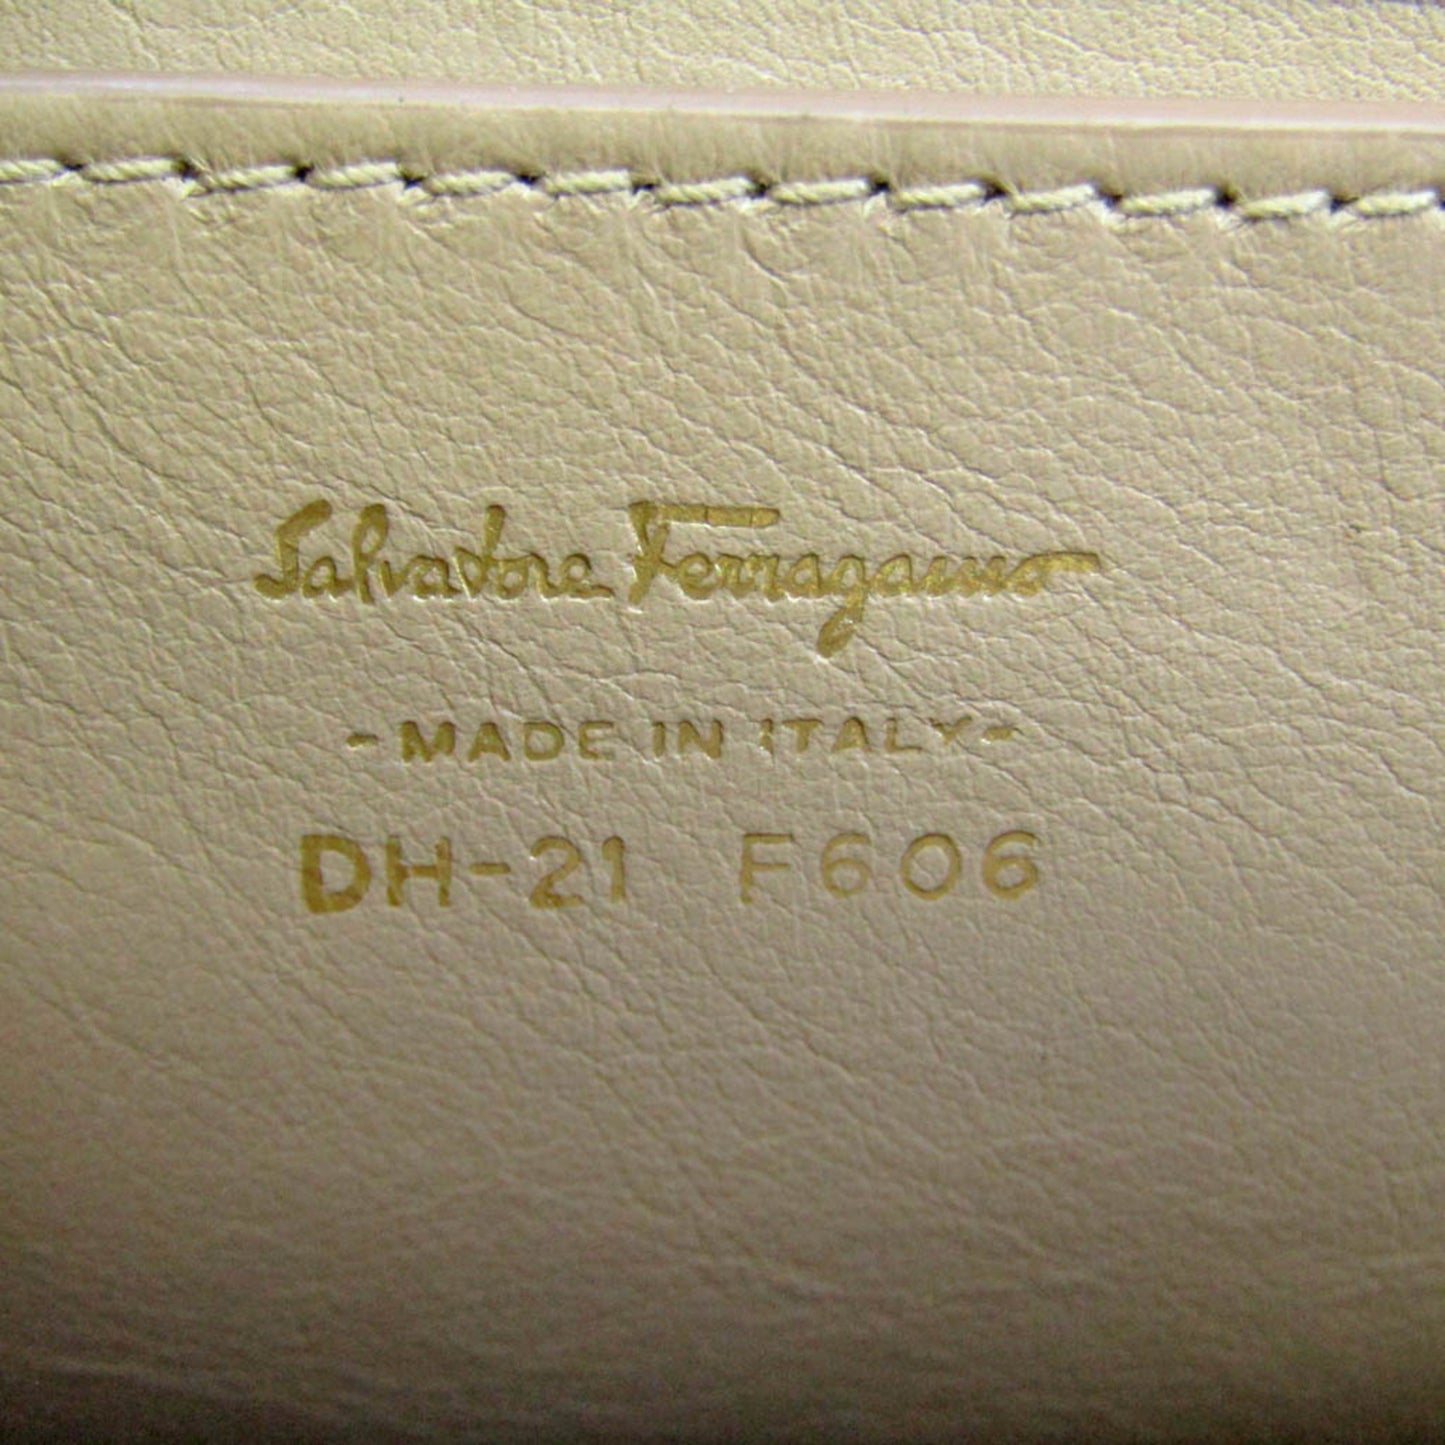 Salvatore Ferragamo
- MADE IN ITALY -
DH-21 F606